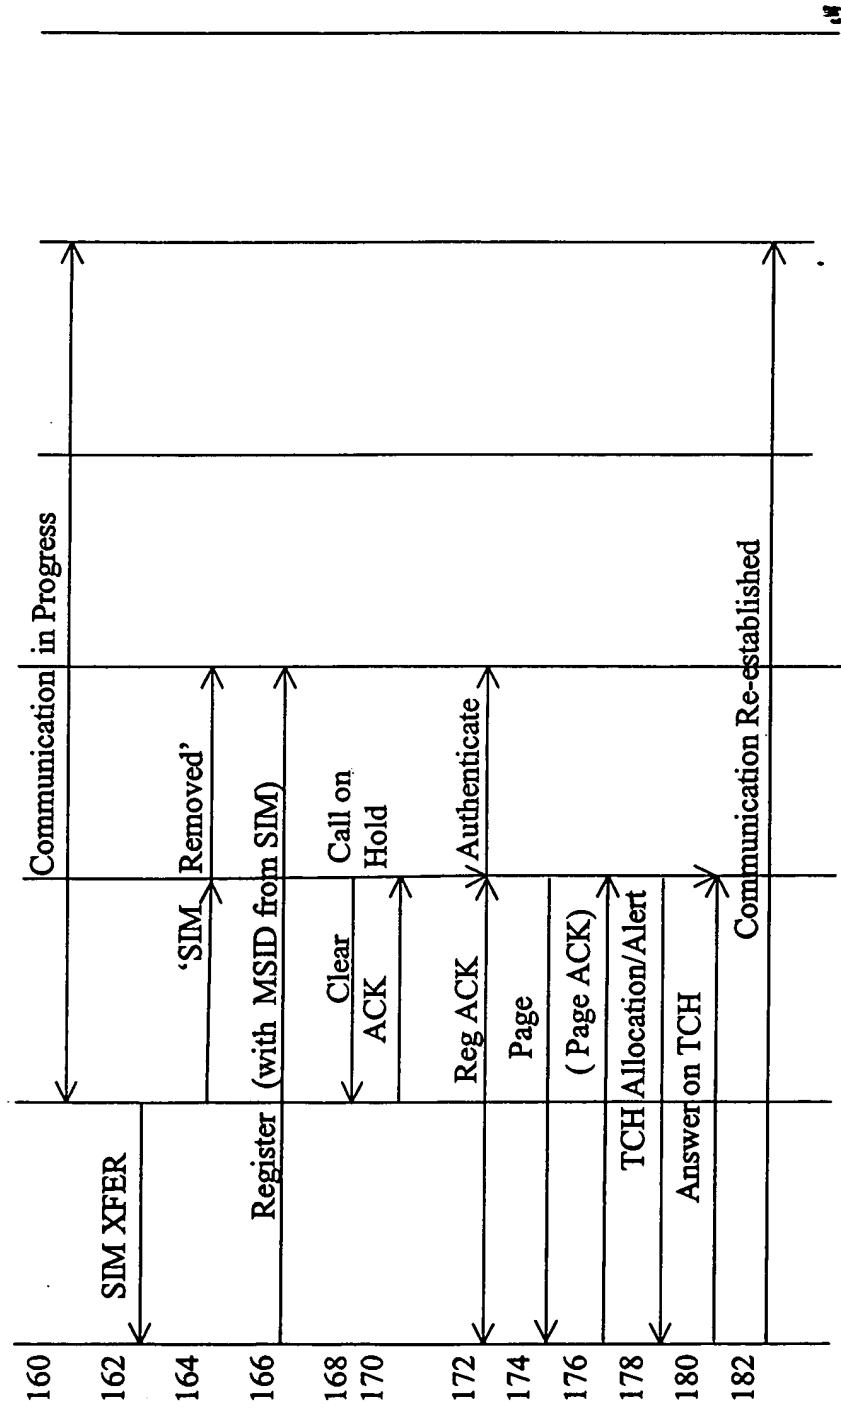 160
Communication in Progress
162
SIM XFER
164
‘SIM Removed’
166
Register (with MSID from SIM)
168
Clear
Call on
Hold
170
ACK
172
Reg ACK
Authenticate
174
Page
176
( Page ACK)
178
TCH Allocation/Alert
180
Answer on TCH
182
Communication Re-established